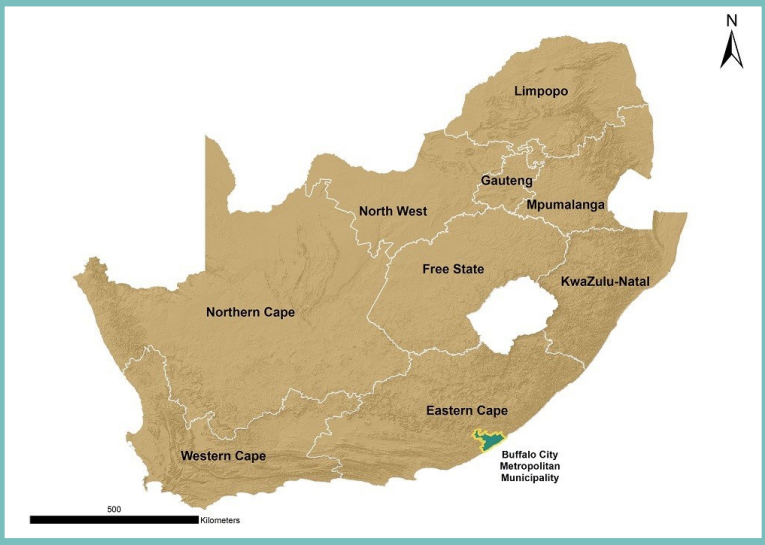 N
Limpopo
Gauteng
Mpumalanga
North West
Free State
KwaZulu-Natal
Northern Cape
Eastern Cape
Western Cape
Buffalo City
Metropolitan
Municipality
500
Kilometers